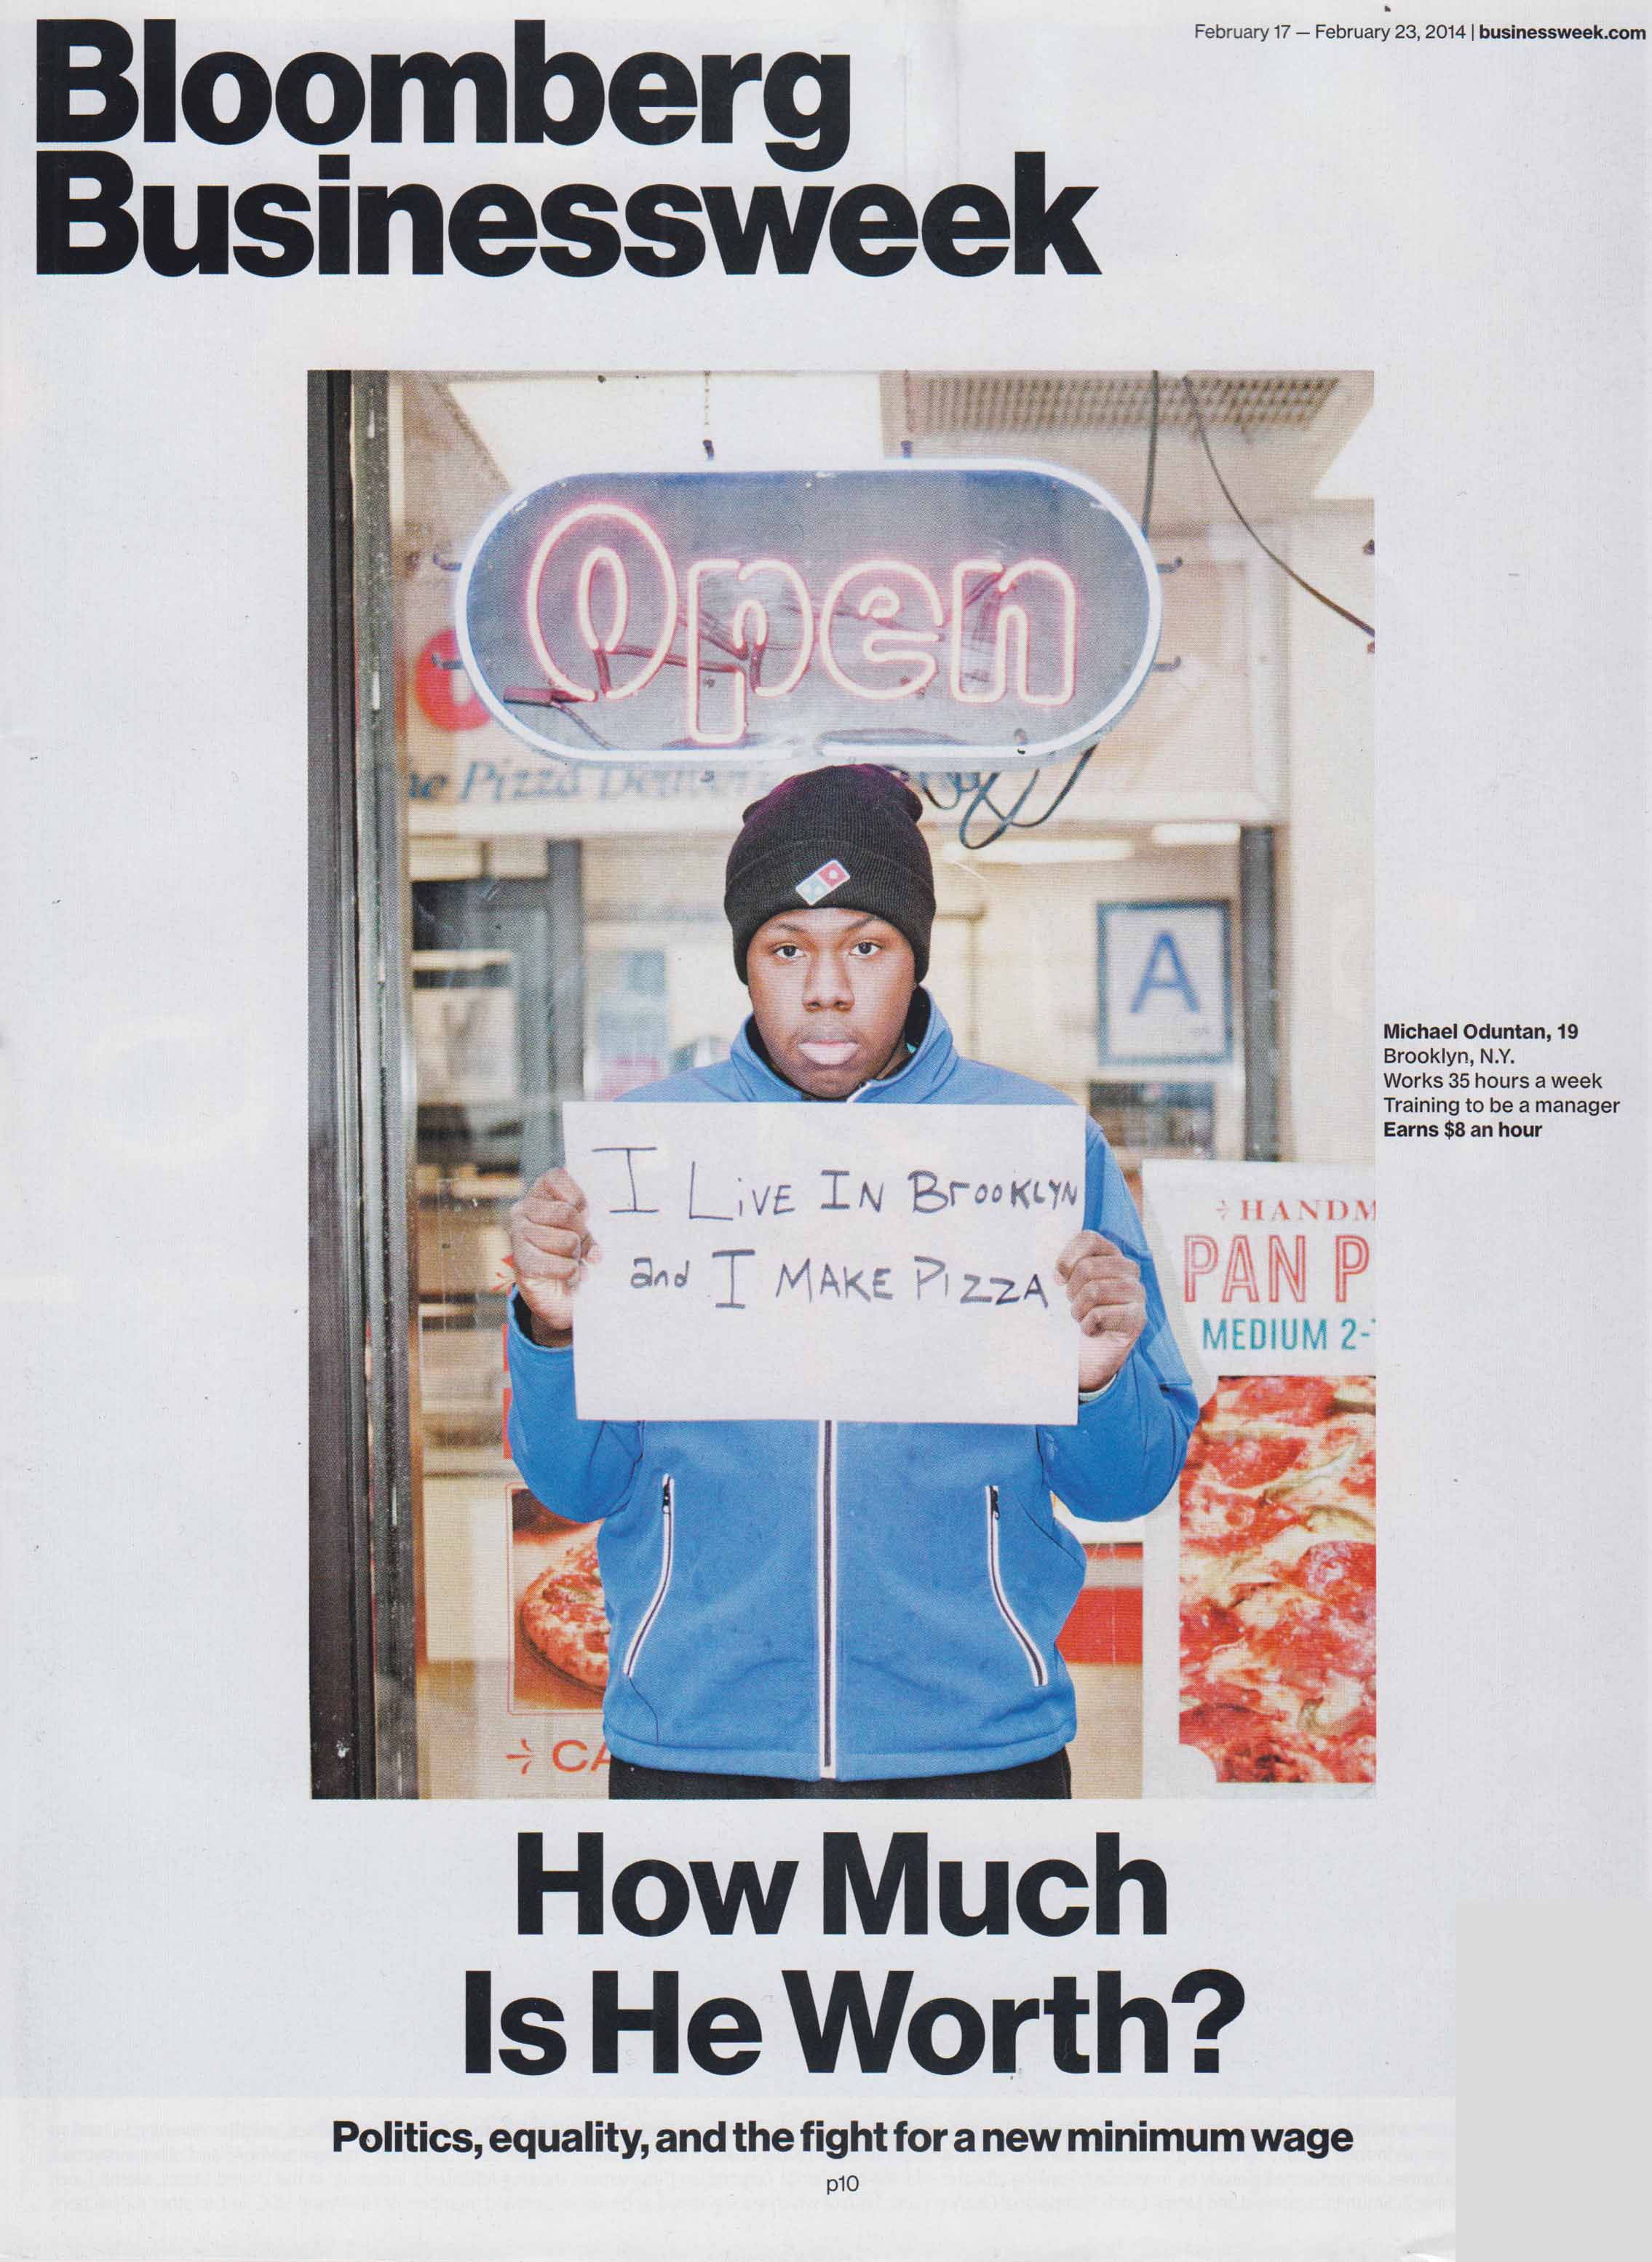 Bloomberg
Businessweek
February 17 — February 23, 2014 | businessweek.com
Open
Pizza
A
Michael Oduntan, 19
Brooklyn, N.Y.
Works 35 hours a week
Training to be a manager
Earns $8 an hour
I LiVE IN BrooKLYN
and I MAKE PIZZA
HANDM
PAN P
MEDIUM 2-
CA
How Much
Is He Worth?
Politics, equality, and the fight for a new minimum wage
p10